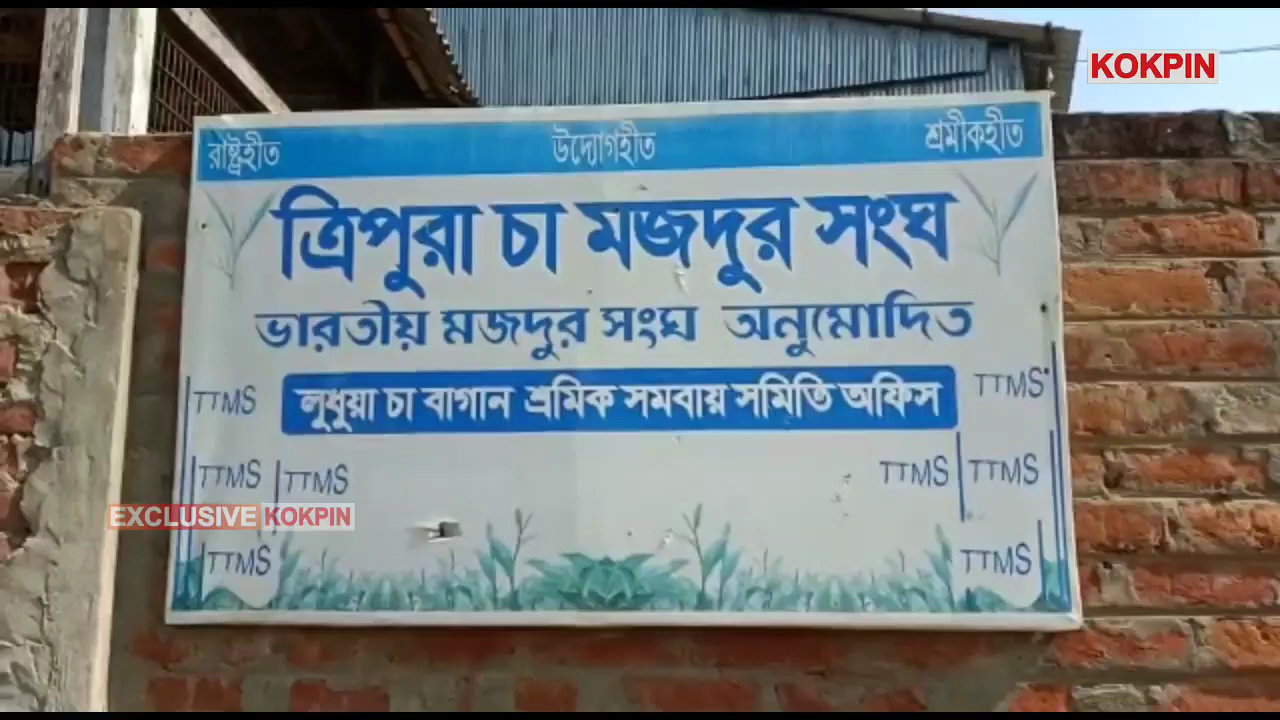 KOKPIN
রাষ্ট্রহীত উদ্যোগহীত শ্রমীকহীত
ত্রিপুরা চা মজদুর সংঘ
ভারতীয় মজদুর সংঘ অনুমোদিত
লুধুয়া চা বাগান শ্রমিক সমবায় সমিতি অফিস
TTMS TTMS
TTMS TTMS TTMS TTMS
EXCLUSIVE KOKPIN
TTMS TTMS